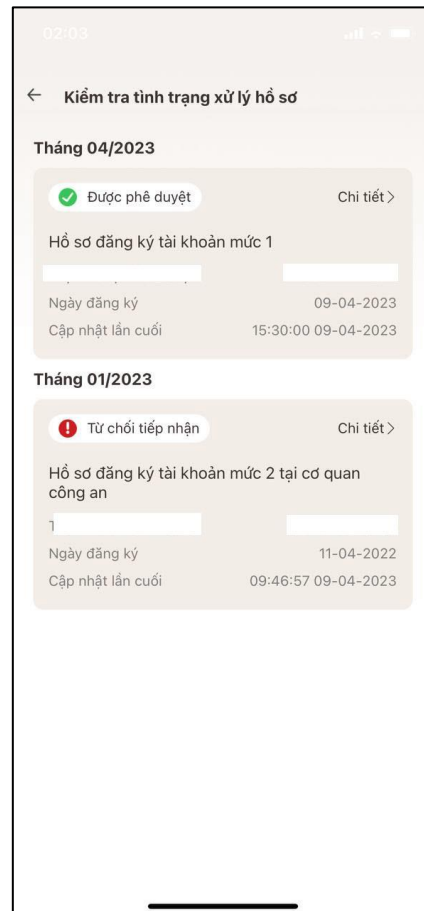 02:03
Kiểm tra tình trạng xử lý hồ sơ
Tháng 04/2023
Được phê duyệt
Chi tiết >
Hồ sơ đăng ký tài khoản mức 1
Ngày đăng ký 09-04-2023
Cập nhật lần cuối 15:30:00 09-04-2023
Tháng 01/2023
Từ chối tiếp nhận
Chi tiết >
Hồ sơ đăng ký tài khoản mức 2 tại cơ quan
công an
Ngày đăng ký 11-04-2022
Cập nhật lần cuối 09:46:57 09-04-2023